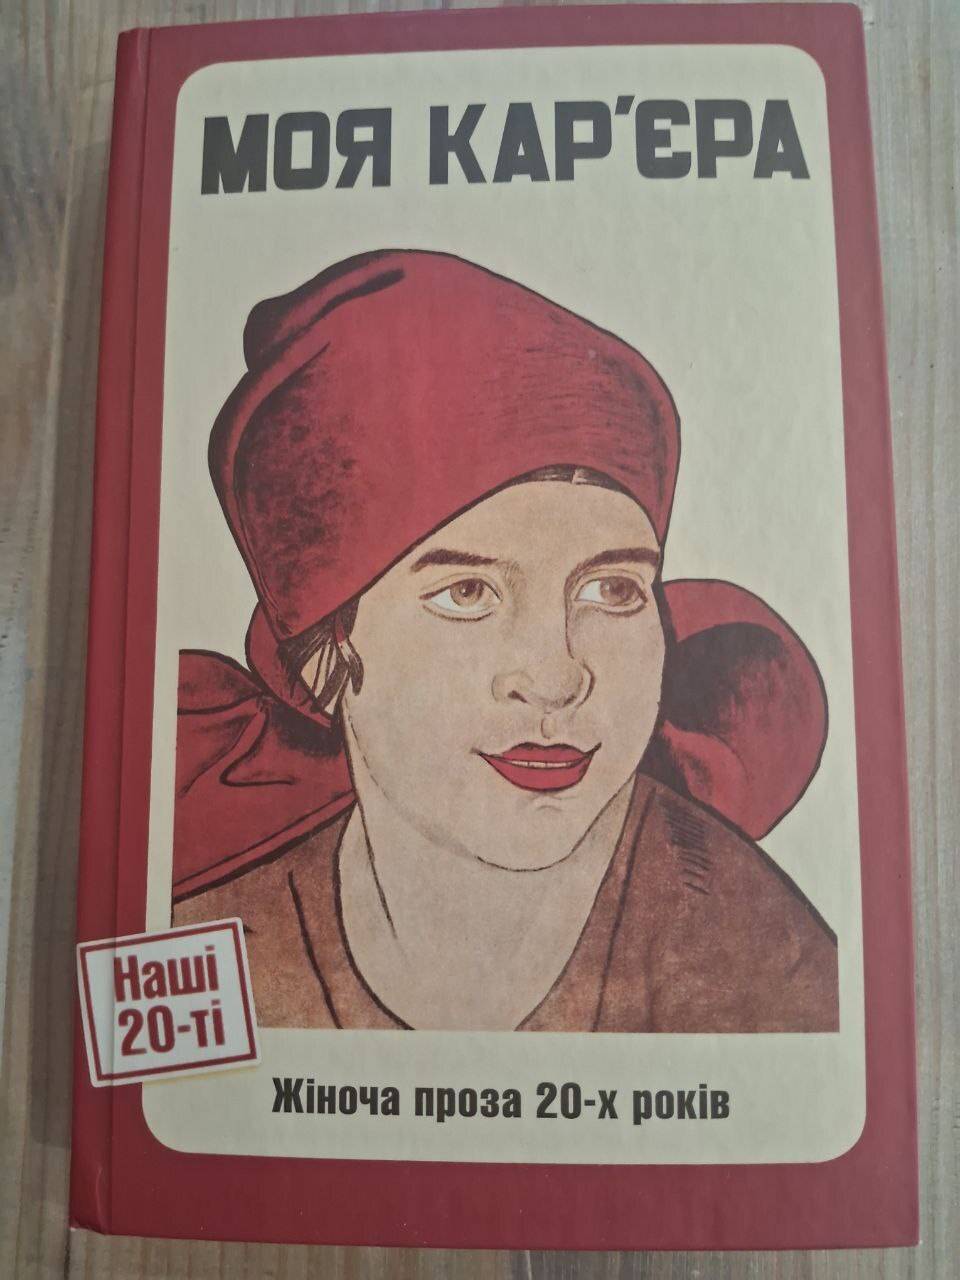 МОЯ КАР'ЄРА
Наші
20-ті
Жіноча проза 20-х років